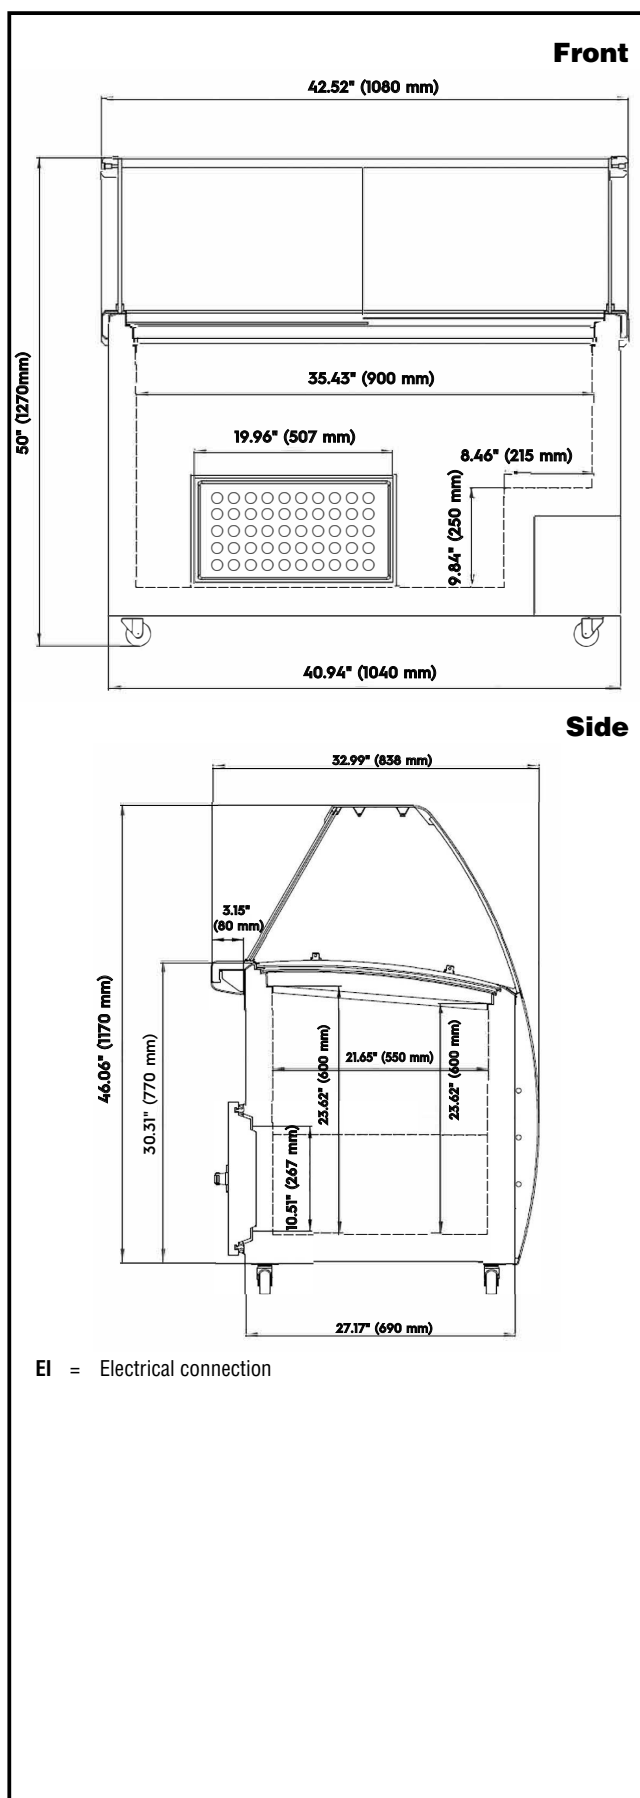 Front
42.52" (1080 mm)
50" (1270mm)
35.43" (900 mm)
19.96" (507 mm)
8.46" (215 mm)
9.84" (250 mm)
40.94" (1040 mm)
Side
32.99" (838 mm)
3.15"
(80 mm)
46.06" (1170 mm)
30.31" (770 mm)
23.62" (600 mm)
21.65" (550 mm)
23.62" (600 mm)
10.51" (267 mm)
27.17" (690 mm)
El = Electrical connection